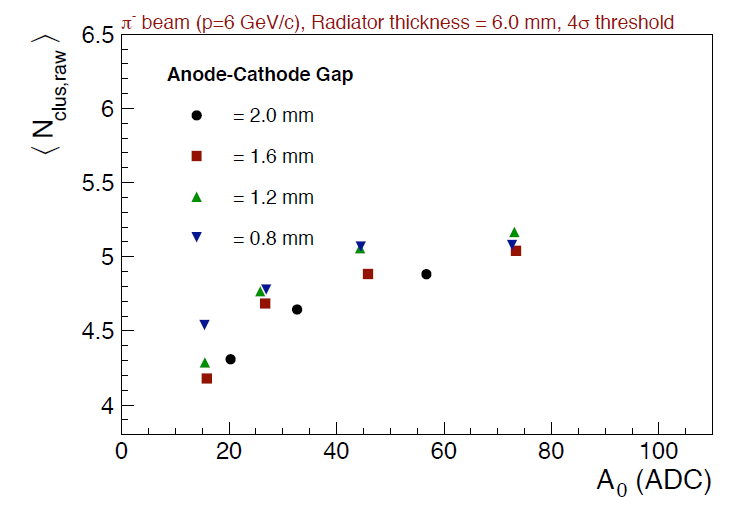 π⁻ beam (p=6 GeV/c), Radiator thickness = 6.0 mm, 4σ threshold
⟨ N_clus,raw ⟩
6.5
6
5.5
5
4.5
4
Anode-Cathode Gap
= 2.0 mm
= 1.6 mm
= 1.2 mm
= 0.8 mm
0 20 40 60 80 100
A₀ (ADC)